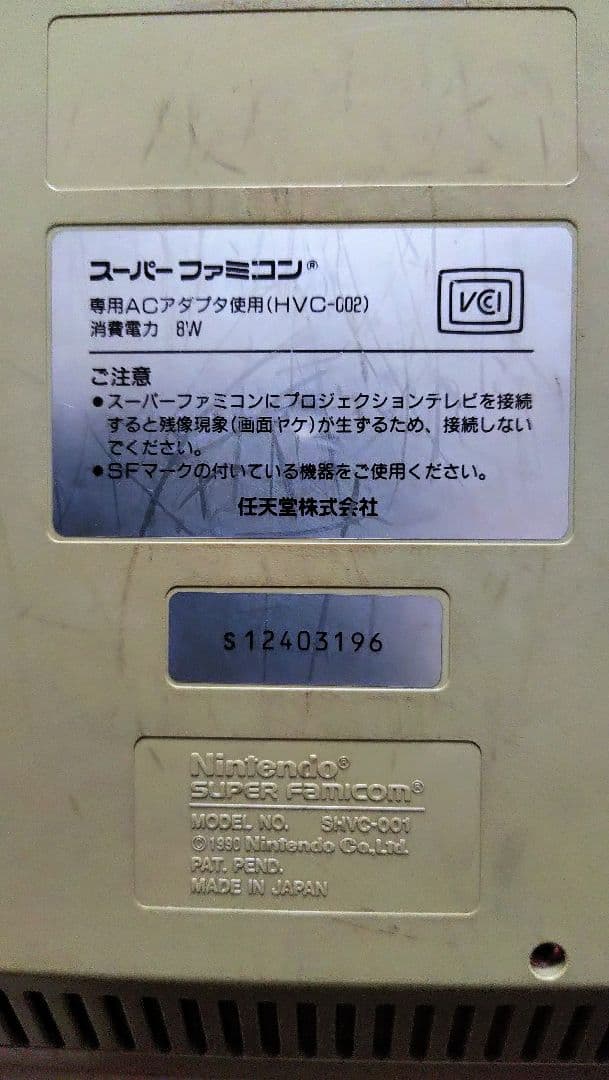 スーパーファミコン®
専用ACアダプタ使用(HVC-002)
消費電力 8W
VCCI
ご注意
●スーパーファミコンにプロジェクションテレビを接続
すると残像現象(画面ヤケ)が生ずるため、接続しない
でください。
●SFマークの付いている機器をご使用ください。
任天堂株式会社
S12403196
Nintendo®
SUPER FAMICOM®
MODEL NO. SHVC-001
©1990 Nintendo Co.,Ltd.
PAT. PEND.
MADE IN JAPAN